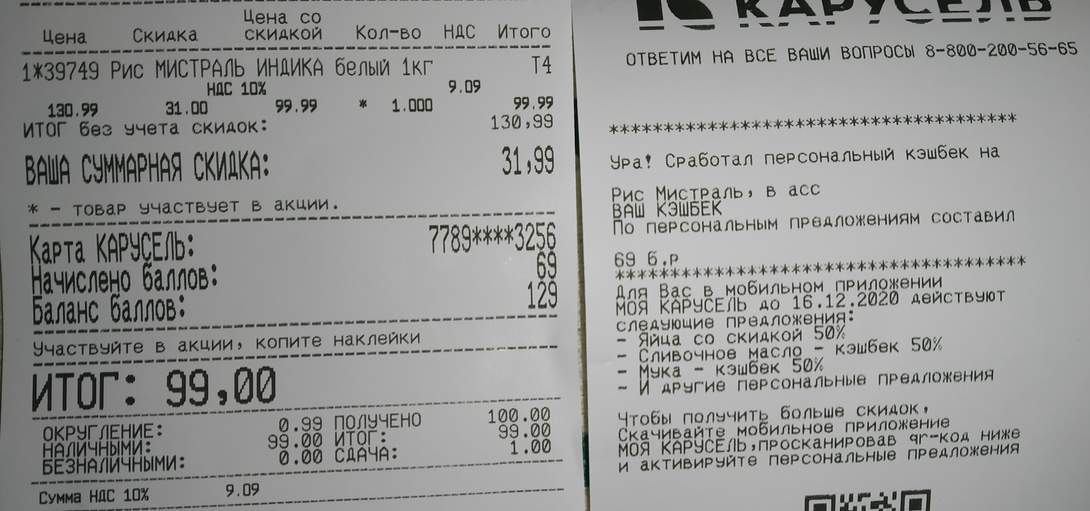 Цена Скидка Цена со скидкой Кол-во НДС Итого
1*39749 Рис МИСТРАЛЬ ИНДИКА белый 1кг Т4
НДС 10% 9.09
130.99 31.00 99.99 * 1.000 99.99
ИТОГ без учета скидок: 130,99
ВАША СУММАРНАЯ СКИДКА: 31,99
* - товар участвует в акции.
Карта КАРУСЕЛЬ: 7789****3256
Начислено баллов: 69
Баланс баллов: 129
Участвуйте в акции, копите наклейки
ИТОГ: 99,00
ОКРУГЛЕНИЕ: 0.99 ПОЛУЧЕНО 100.00
НАЛИЧНЫМИ: 99.00 ИТОГ: 99.00
БЕЗНАЛИЧНЫМИ: 0.00 СДАЧА: 1.00
Сумма НДС 10% 9.09
КАРУСЕЛЬ
ОТВЕТИМ НА ВСЕ ВАШИ ВОПРОСЫ 8-800-200-56-65
**************************************
Ура! Сработал персональный кэшбек на
Рис Мистраль, в асс
ВАШ КЭШБЕК
По персональным предложениям составил
69 б.р
**************************************
Для Вас в мобильном приложении
МОЯ КАРУСЕЛЬ до 16.12.2020 действуют
следующие предложения:
- Яйца со скидкой 50%
- Сливочное масло - кэшбек 50%
- Мука - кэшбек 50%
- И другие персональные предложения
Чтобы получить больше скидок,
Скачивайте мобильное приложение
МОЯ КАРУСЕЛЬ,просканировав qr-код ниже
и активируйте персональные предложения